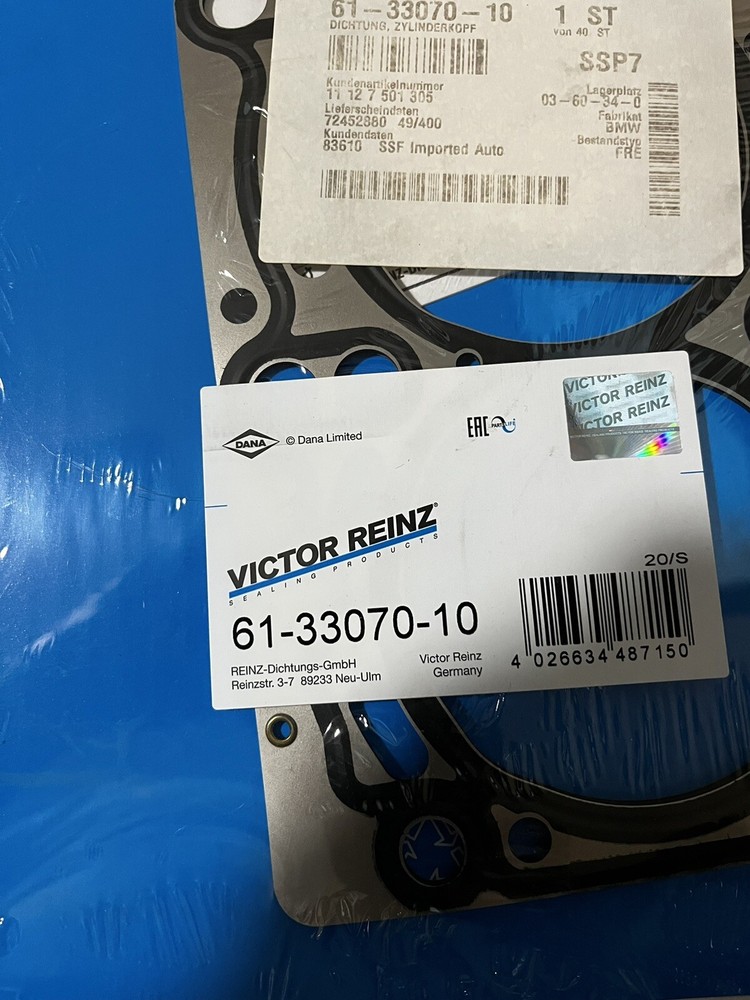 61-33070-10 1 ST
DICHTUNG, ZYLINDERKOPF von 40 ST
SSP7
Kundenartikelnummer
11 12 7 501 305
Lieferscheindaten
72452880 49/400
Kundendaten
83610 SSF Imported Auto
Lagerplatz
03-60-34-0
Fabrikat
BMW
Bestandstyp
FRE
DANA © Dana Limited
EAC PARTSLIFE
VICTOR REINZ
VICTOR REINZ
VICTOR REINZ®
SEALING PRODUCTS
61-33070-10
REINZ-Dichtungs-GmbH
Reinzstr. 3-7 89233 Neu-Ulm
Victor Reinz
Germany
20/S
4 026634 487150